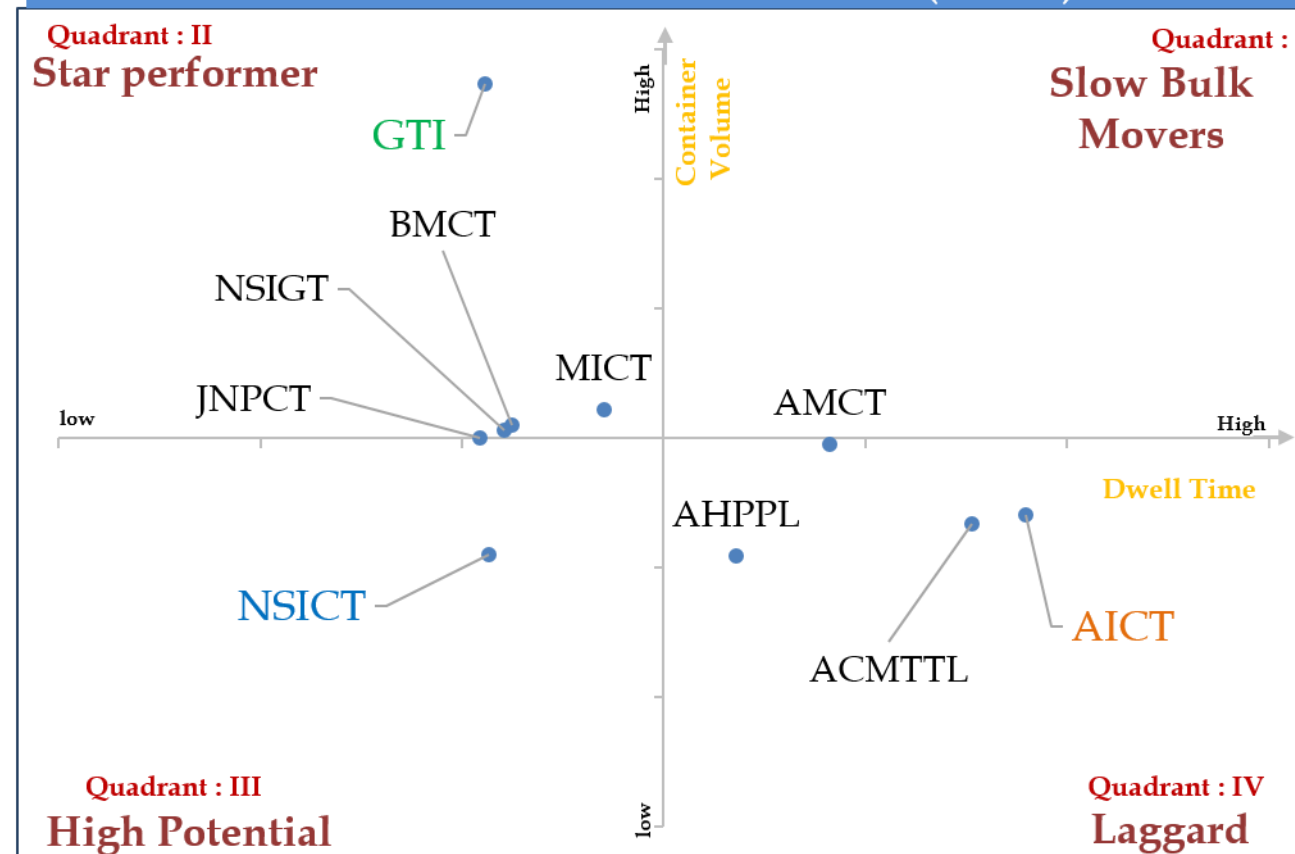 Quadrant : II
Star performer
Quadrant :
Slow Bulk
Movers
High
Container
Volume
GTI
BMCT
NSIGT
MICT
JNPCT
AMCT
low
High
Dwell Time
AHPPL
NSICT
AICT
ACMTTL
Quadrant : III
High Potential
low
Quadrant : IV
Laggard